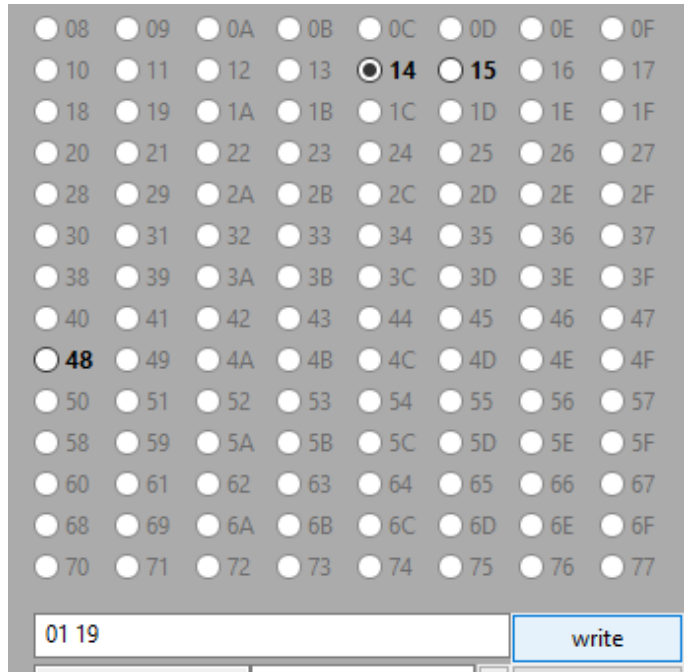 08 09 0A 0B 0C 0D 0E 0F
10 11 12 13 14 15 16 17
18 19 1A 1B 1C 1D 1E 1F
20 21 22 23 24 25 26 27
28 29 2A 2B 2C 2D 2E 2F
30 31 32 33 34 35 36 37
38 39 3A 3B 3C 3D 3E 3F
40 41 42 43 44 45 46 47
48 49 4A 4B 4C 4D 4E 4F
50 51 52 53 54 55 56 57
58 59 5A 5B 5C 5D 5E 5F
60 61 62 63 64 65 66 67
68 69 6A 6B 6C 6D 6E 6F
70 71 72 73 74 75 76 77
01 19 write